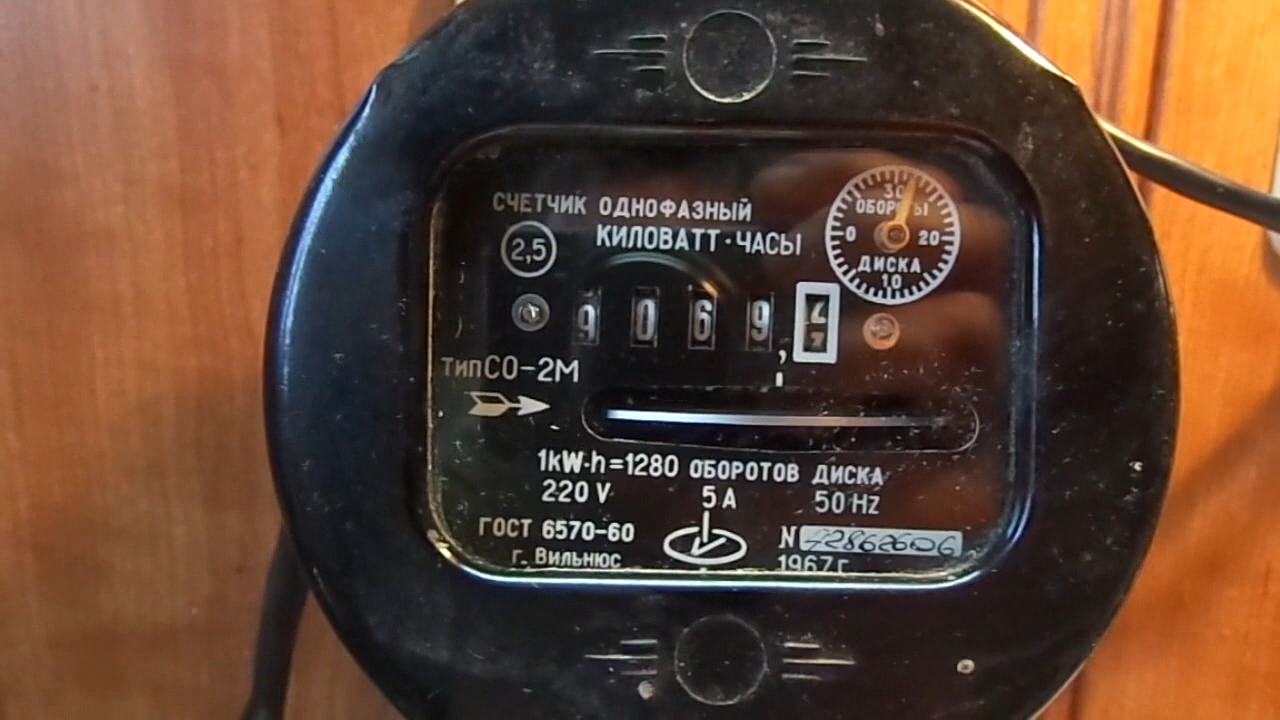 СЧЕТЧИК ОДНОФАЗНЫЙ
КИЛОВАТТ·ЧАСЫ
2,5
30
ОБОРОТЫ
0 20
ДИСКА
10
9 0 6 9 ,
Тип СО-2М
1kW·h=1280 ОБОРОТОВ ДИСКА
220 V 5 A 50 Hz
ГОСТ 6570-60
г. Вильнюс
N
1967 г.